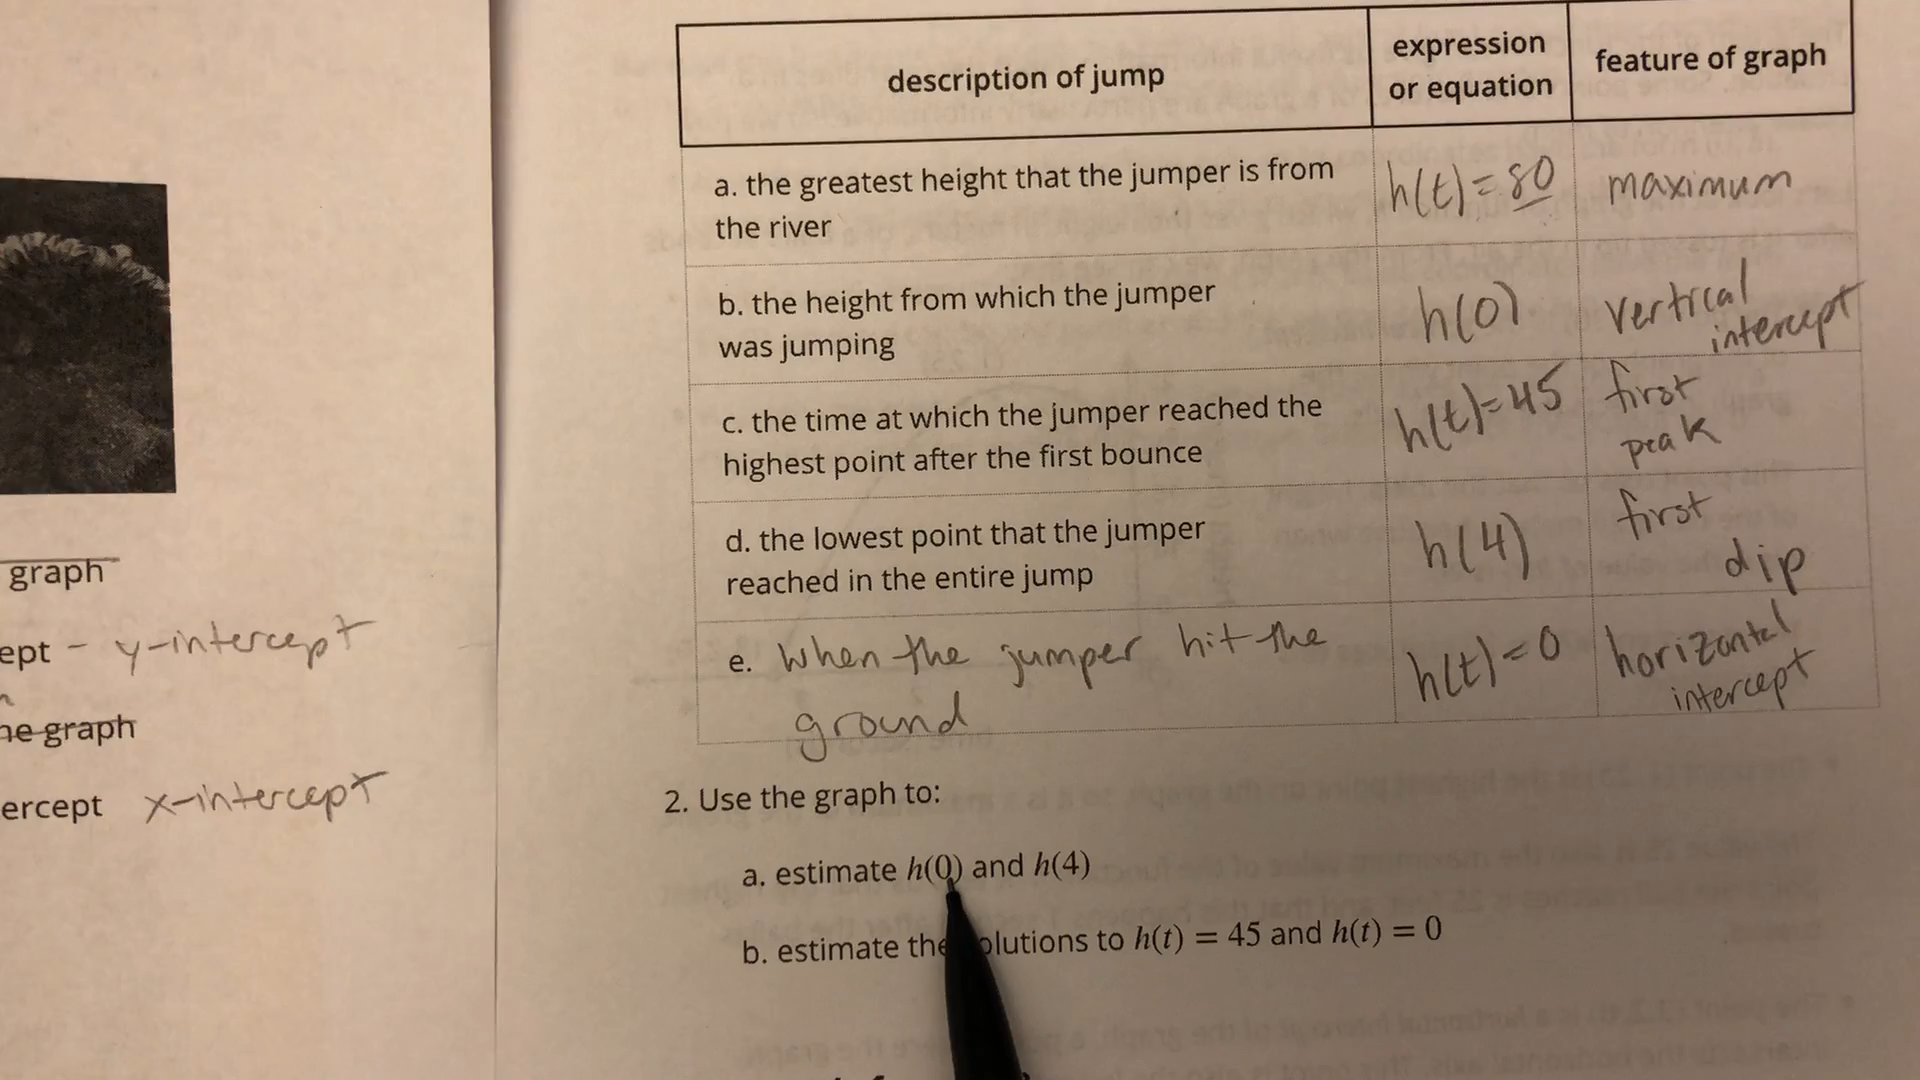 description of jump
expression
or equation
feature of graph
a. the greatest height that the jumper is from
the river
h(t)=80
maximum
b. the height from which the jumper
was jumping
h(0)
vertical
intercept
c. the time at which the jumper reached the
highest point after the first bounce
h(t)=45
first
peak
d. the lowest point that the jumper
reached in the entire jump
h(4)
first
dip
e. When the jumper hit the
ground
h(t)=0
horizontal
intercept
graph
ept - y-intercept
he graph
ercept x-intercept
2. Use the graph to:
a. estimate h(0) and h(4)
b. estimate the olutions to h(t) = 45 and h(t) = 0